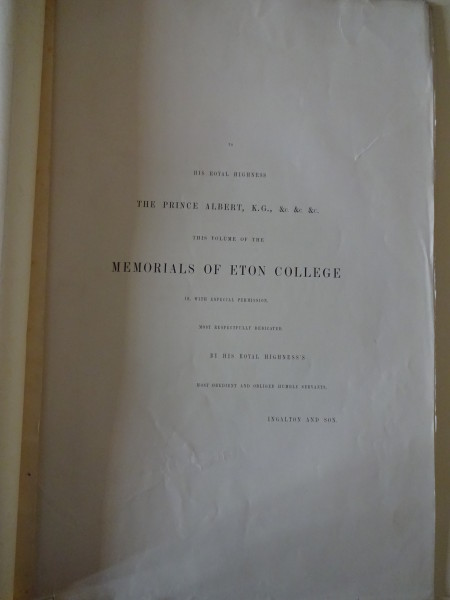 TO
HIS ROYAL HIGHNESS
THE PRINCE ALBERT, K.G., &c. &c. &c.
THIS VOLUME OF THE
MEMORIALS OF ETON COLLEGE
IS, WITH ESPECIAL PERMISSION,
MOST RESPECTFULLY DEDICATED
BY HIS ROYAL HIGHNESS'S
MOST OBEDIENT AND OBLIGED HUMBLE SERVANTS,
INGALTON AND SON.